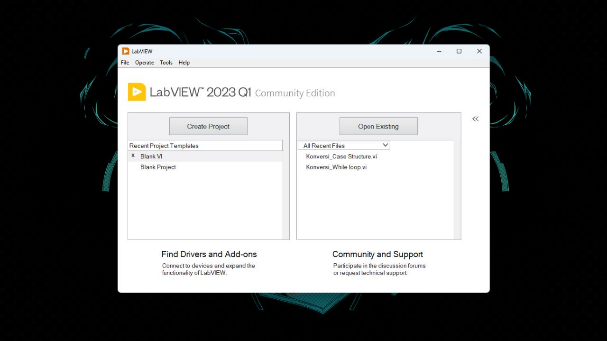 LabVIEW
File Operate Tools Help
LabVIEW™ 2023 Q1 Community Edition
Create Project
Open Existing
Recent Project Templates
Blank VI
Blank Project
All Recent Files
Konversi_Case Structure.vi
Konversi_While loop.vi
Find Drivers and Add-ons
Connect to devices and expand the
functionality of LabVIEW.
Community and Support
Participate in the discussion forums
or request technical support.